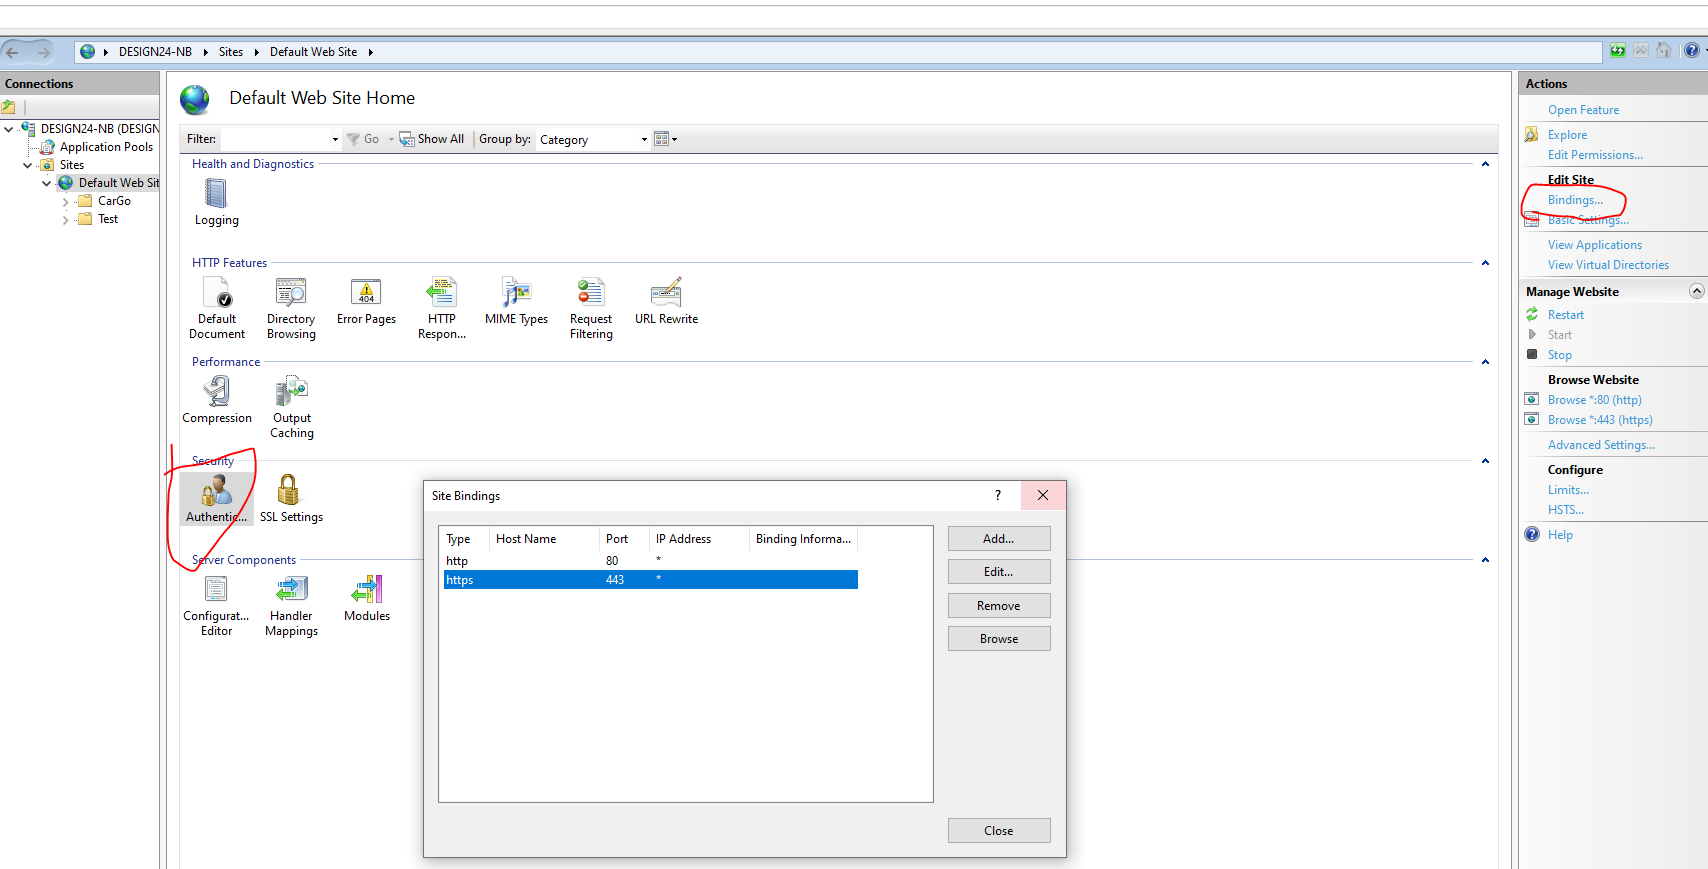 DESIGN24-NB Sites Default Web Site
Connections
DESIGN24-NB (DESIGN
Application Pools
Sites
Default Web Sit
CarGo
Test
Default Web Site Home
Filter: Go Show All Group by: Category
Health and Diagnostics
Logging
HTTP Features
Default Document
Directory Browsing
Error Pages
404
HTTP Respon...
MIME Types
Request Filtering
URL Rewrite
Performance
Compression
Output Caching
Security
Authentic...
SSL Settings
Server Components
Configurat... Editor
Handler Mappings
Modules
Site Bindings
?
Type Host Name Port IP Address Binding Informa...
http 80 *
https 443 *
Add...
Edit...
Remove
Browse
Close
Actions
Open Feature
Explore
Edit Permissions...
Edit Site
Bindings...
Basic Settings...
View Applications
View Virtual Directories
Manage Website
Restart
Start
Stop
Browse Website
Browse *:80 (http)
Browse *:443 (https)
Advanced Settings...
Configure
Limits...
HSTS...
Help